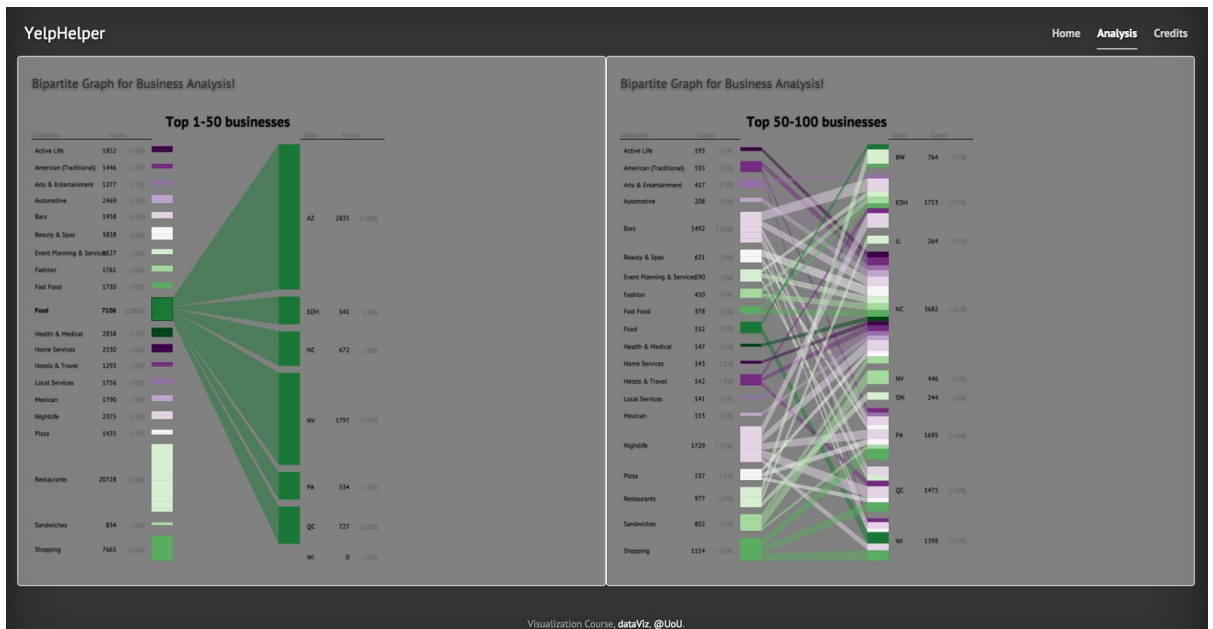 YelpHelper
Home Analysis Credits
Bipartite Graph for Business Analysis!
Top 1-50 businesses
Active Life 1852
American (Traditional) 1446
Arts & Entertainment 1277
Automotive 2469
Bars 1938
Beauty & Spas 3838
Event Planning & Services
Fashion 1761
Fast Food 1730
Food 7106
Health & Medical 2838
Home Services 2530
Hotels & Travel 1293
Local Services 1756
Mexican 1790
Nightlife 2375
Pizza 1435
Restaurants 20728
Sandwiches 834
Shopping 7665
AZ 2835
EDH 541
NC 672
NV 1797
PA 534
QC 727
WI 0
Bipartite Graph for Business Analysis!
Top 50-100 businesses
Active Life 193
American (Traditional) 535
Arts & Entertainment 417
Automotive 208
Bars 1492
Beauty & Spas 621
Event Planning & Services
Fashion 450
Fast Food 378
Food 552
Health & Medical 147
Home Services 143
Hotels & Travel 542
Local Services 141
Mexican 153
Nightlife 1729
Pizza 537
Restaurants 977
Sandwiches 802
Shopping 1114
BW 764
EDH 1753
IL 264
NC 3682
NV 446
ON 244
PA 1695
QC 1475
WI 1398
Visualization Course, dataViz, @UoU.